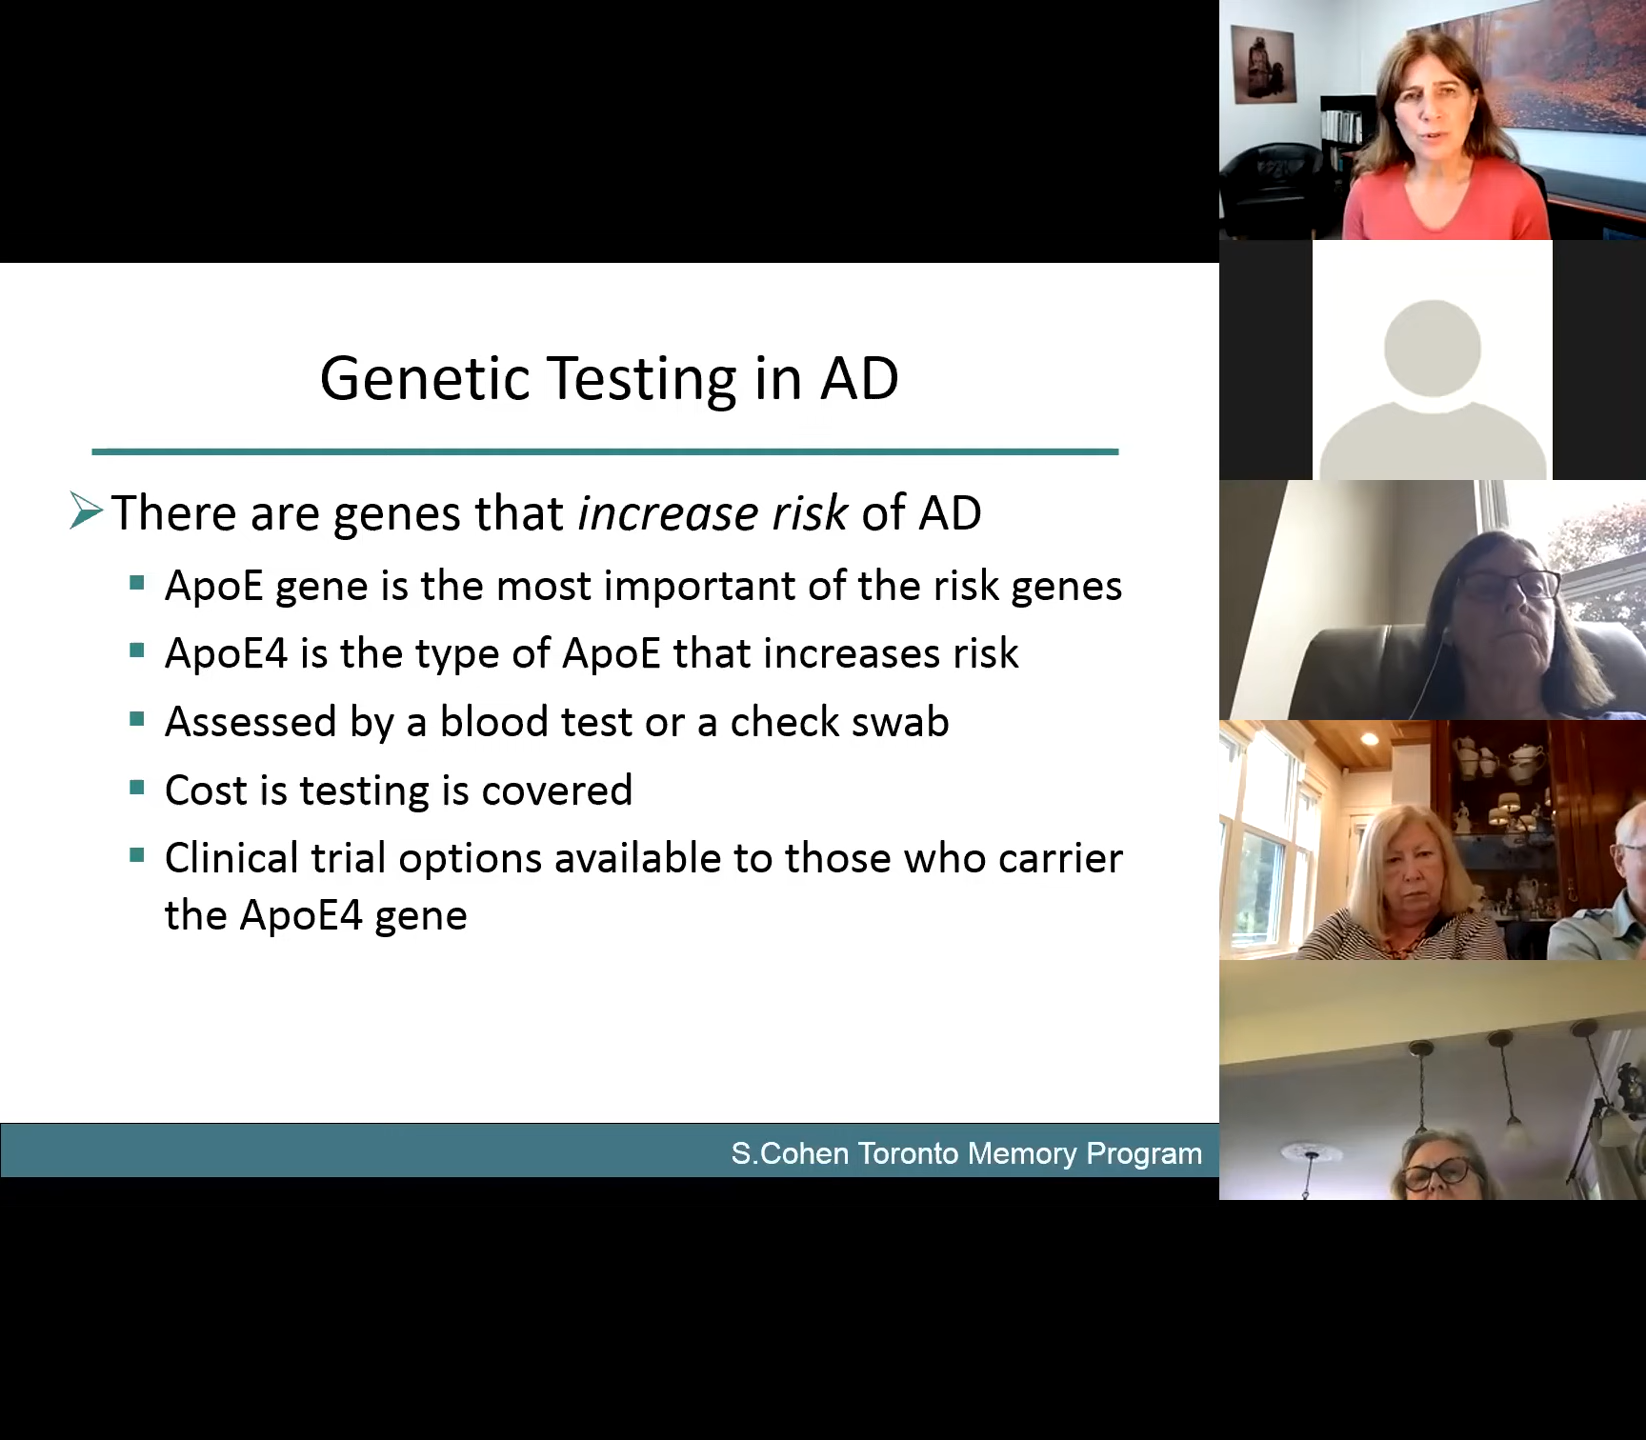 Genetic Testing in AD
There are genes that increase risk of AD
ApoE gene is the most important of the risk genes
ApoE4 is the type of ApoE that increases risk
Assessed by a blood test or a check swab
Cost is testing is covered
Clinical trial options available to those who carrier
the ApoE4 gene
S.Cohen Toronto Memory Program